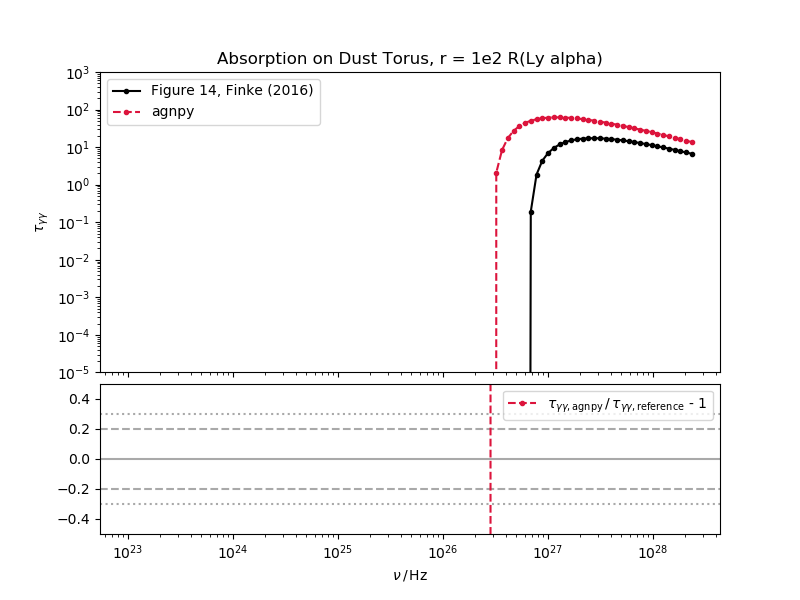 Absorption on Dust Torus, r = 1e2 R(Ly alpha)
10³
Figure 14, Finke (2016)
agnpy
10²
10¹
10⁰
10⁻¹
10⁻²
10⁻³
10⁻⁴
10⁻⁵
τγγ
τγγ, agnpy / τγγ, reference - 1
0.4
0.2
0.0
−0.2
−0.4
10²³ 10²⁴ 10²⁵ 10²⁶ 10²⁷ 10²⁸
ν / Hz